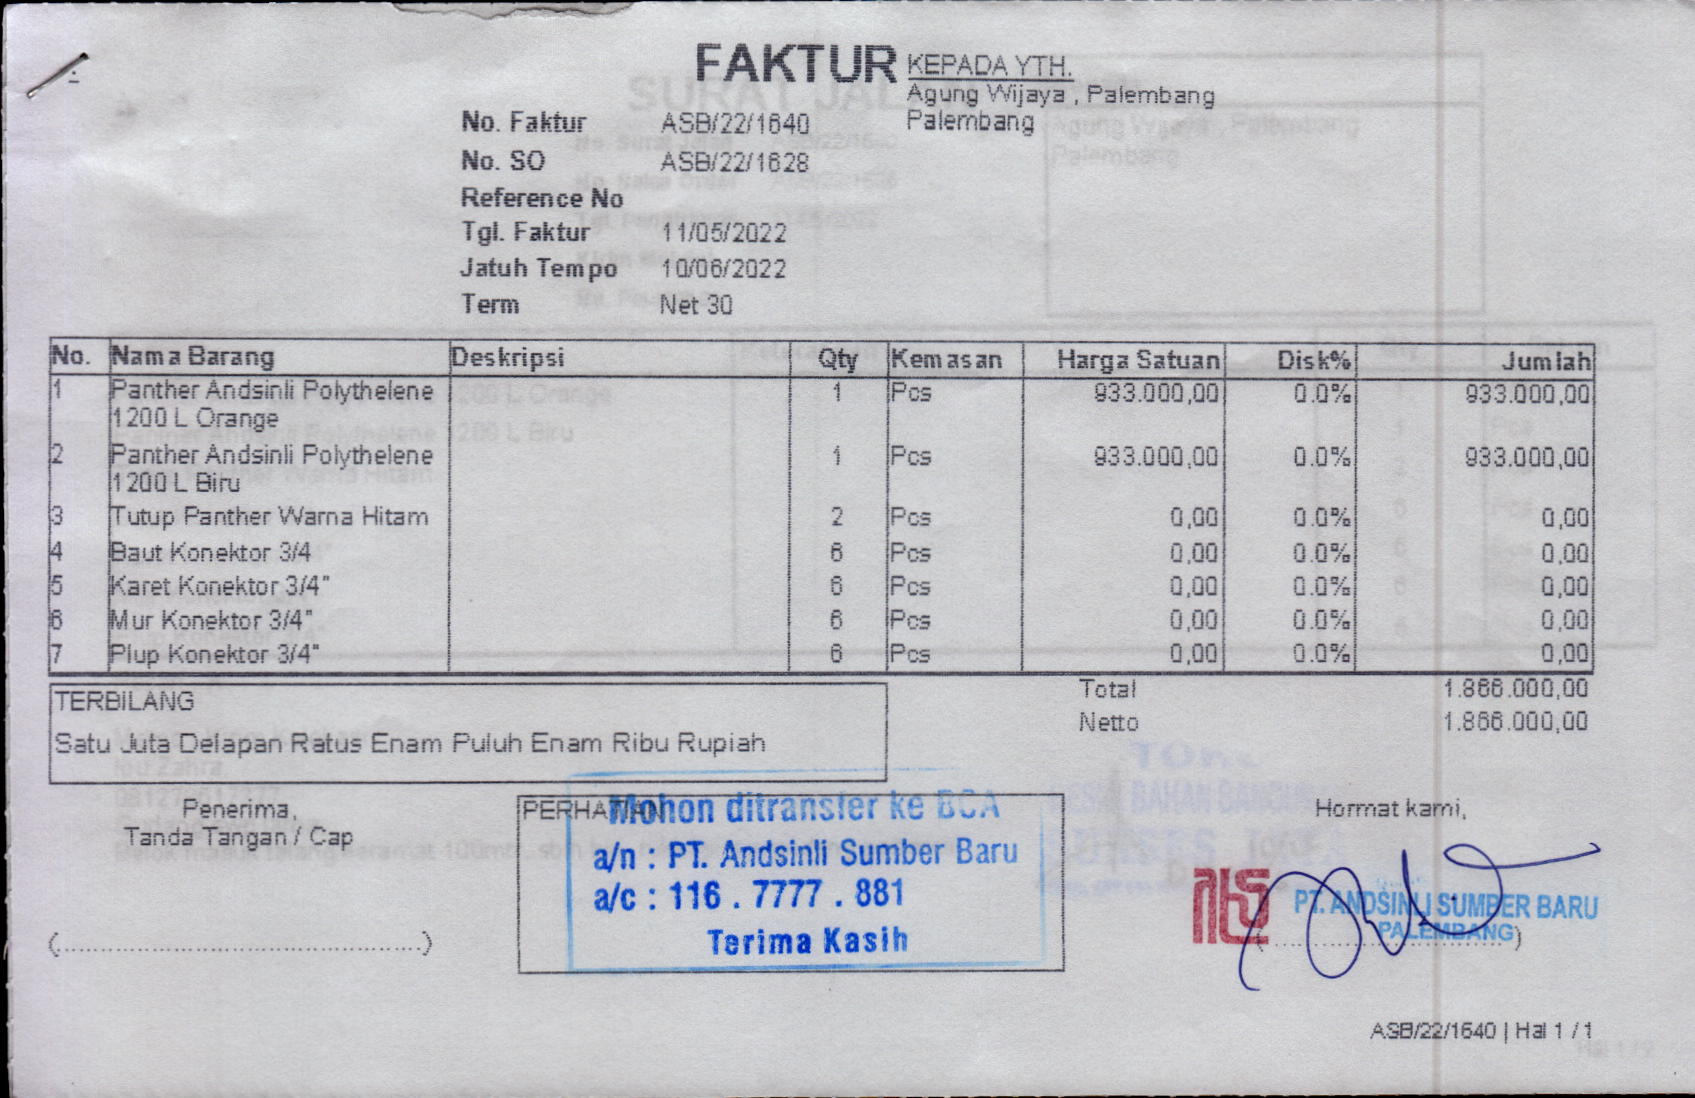 FAKTUR
KEPADA YTH.
Agung Wijaya , Palembang
Palembang
No. Faktur ASB/22/1640
No. SO ASB/22/1628
Reference No
Tgl. Faktur 11/05/2022
Jatuh Tempo 10/06/2022
Term Net 30
No. Nama Barang Deskripsi Qty Kemasan Harga Satuan Disk% Jumlah
1 Panther Andsinli Polythelene 1 Pcs 933.000,00 0.0% 933.000,00
1200 L Orange
2 Panther Andsinli Polythelene 1 Pcs 933.000,00 0.0% 933.000,00
1200 L Biru
3 Tutup Panther Warna Hitam 2 Pcs 0,00 0.0% 0,00
4 Baut Konektor 3/4 6 Pcs 0,00 0.0% 0,00
5 Karet Konektor 3/4" 6 Pcs 0,00 0.0% 0,00
6 Mur Konektor 3/4" 6 Pcs 0,00 0.0% 0,00
7 Plup Konektor 3/4" 6 Pcs 0,00 0.0% 0,00
Total 1.866.000,00
Netto 1.866.000,00
TERBILANG
Satu Juta Delapan Ratus Enam Puluh Enam Ribu Rupiah
Penerima,
Tanda Tangan / Cap
(..........................................)
PERHATIAN
Mohon ditransfer ke BCA
a/n : PT. Andsinli Sumber Baru
a/c : 116 . 7777 . 881
Terima Kasih
Hormat kami,
PT. ANDSINLI SUMBER BARU
PALEMBANG
ASB/22/1640 | Hal 1 / 1